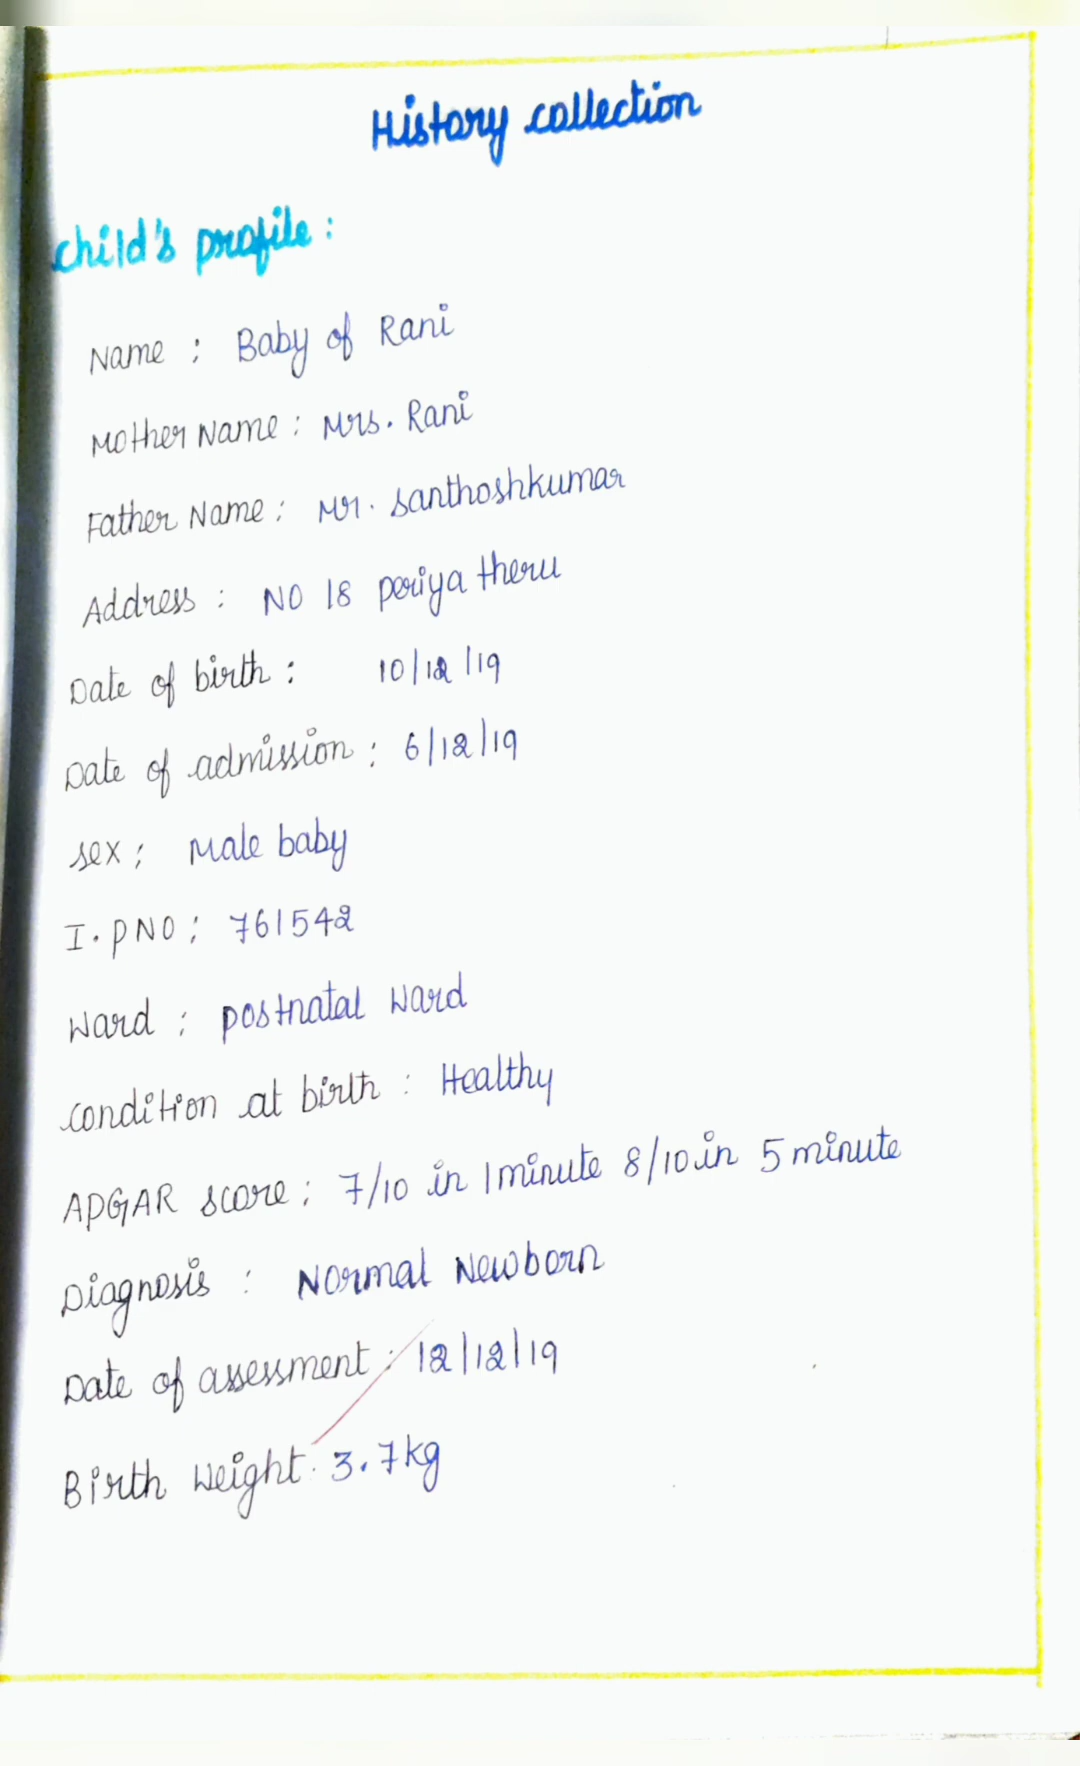 History collection
child's profile :
Name : Baby of Rani
Mother Name : Mrs. Rani
Father Name : Mr. santhoshkumar
Address : NO 18 periya theru
Date of birth : 10/12/19
Date of admission : 6/12/19
sex : Male baby
I.PNO : 761542
Ward : postnatal ward
condition at birth : Healthy
APGAR score : 7/10 in 1minute 8/10 in 5 minute
Diagnosis : Normal Newborn
Date of assessment : 12/12/19
Birth weight : 3.7kg